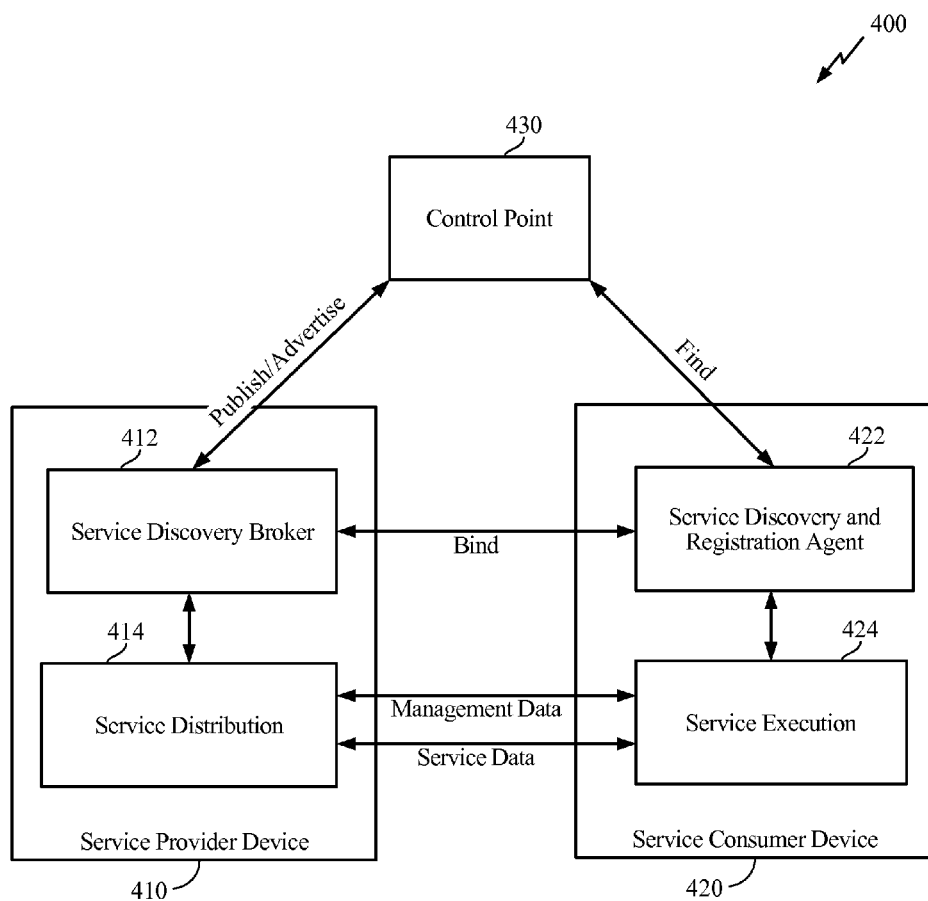 400
430
Control Point
Publish/Advertise
Find
412
Service Discovery Broker
422
Service Discovery and
Registration Agent
Bind
414
Service Distribution
424
Service Execution
Management Data
Service Data
Service Provider Device
410
Service Consumer Device
420